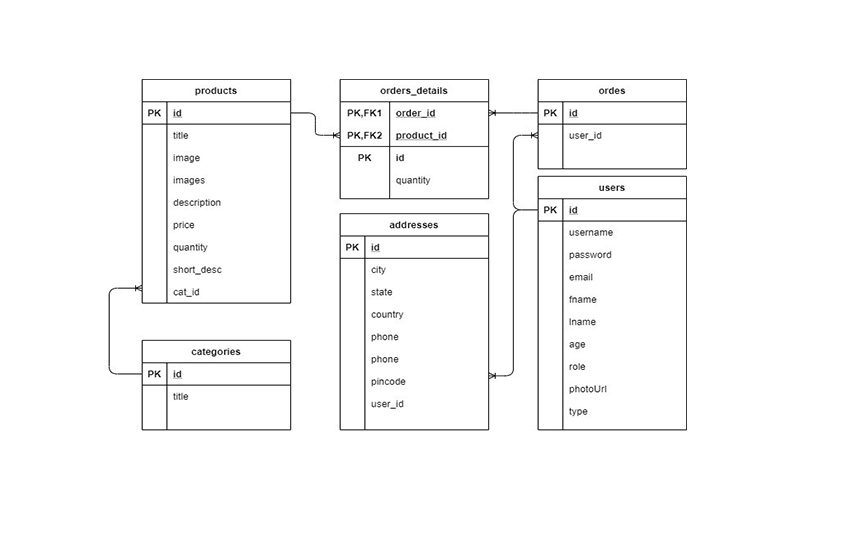 products
PK id
title
image
images
description
price
quantity
short_desc
cat_id
categories
PK id
title
orders_details
PK,FK1 order_id
PK,FK2 product_id
PK id
quantity
addresses
PK id
city
state
country
phone
phone
pincode
user_id
ordes
PK id
user_id
users
PK id
username
password
email
fname
lname
age
role
photoUrl
type